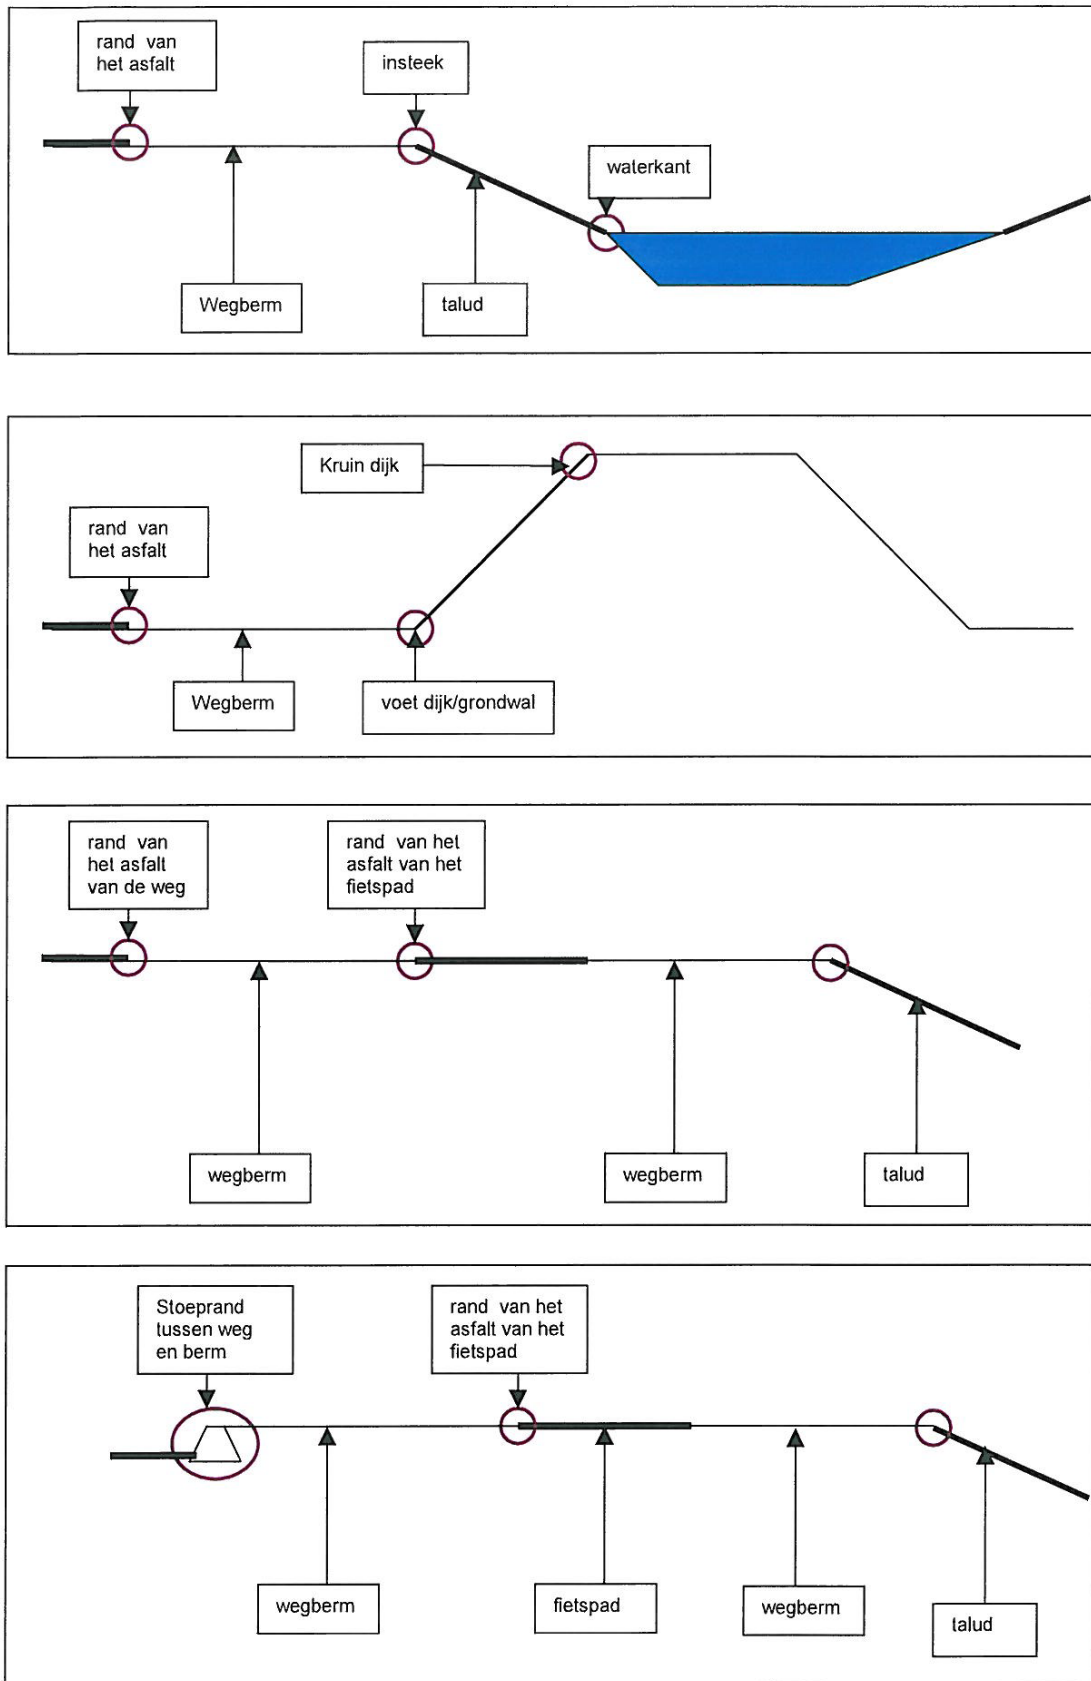 rand van
het asfalt
insteek
waterkant
Wegberm
talud
Kruin dijk
rand van
het asfalt
Wegberm
voet dijk/grondwal
rand van
het asfalt
van de weg
rand van het
asfalt van het
fietspad
wegberm
wegberm
talud
Stoeprand
tussen weg
en berm
rand van het
asfalt van het
fietspad
wegberm
fietspad
wegberm
talud